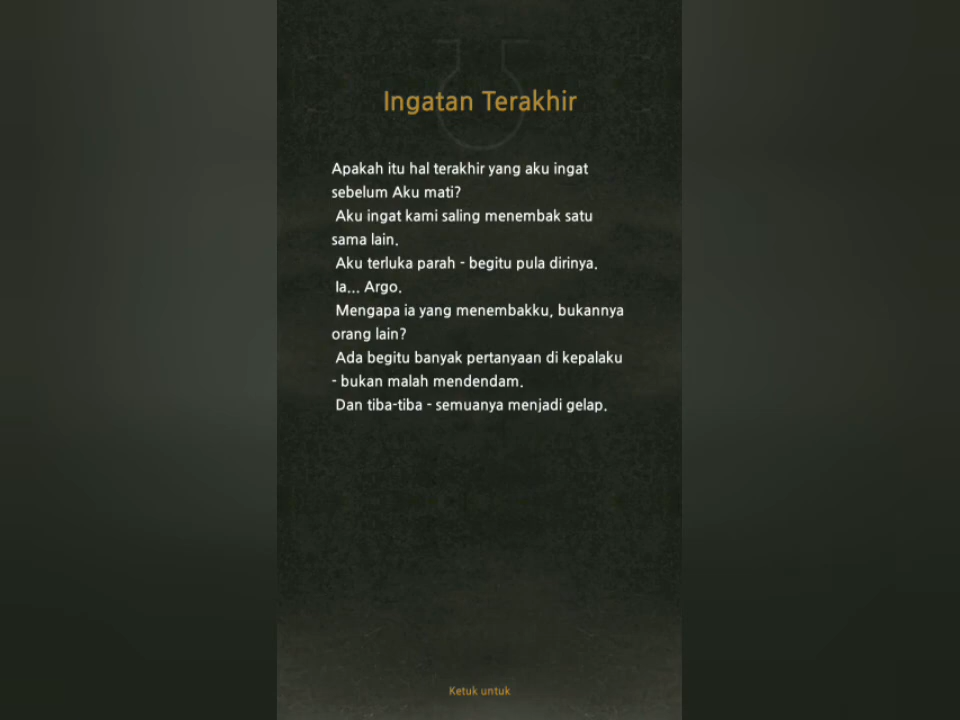 Ingatan Terakhir
Apakah itu hal terakhir yang aku ingat
sebelum Aku mati?
Aku ingat kami saling menembak satu
sama lain.
Aku terluka parah - begitu pula dirinya.
Ia... Argo.
Mengapa ia yang menembakku, bukannya
orang lain?
Ada begitu banyak pertanyaan di kepalaku
- bukan malah mendendam.
Dan tiba-tiba - semuanya menjadi gelap.
Ketuk untuk